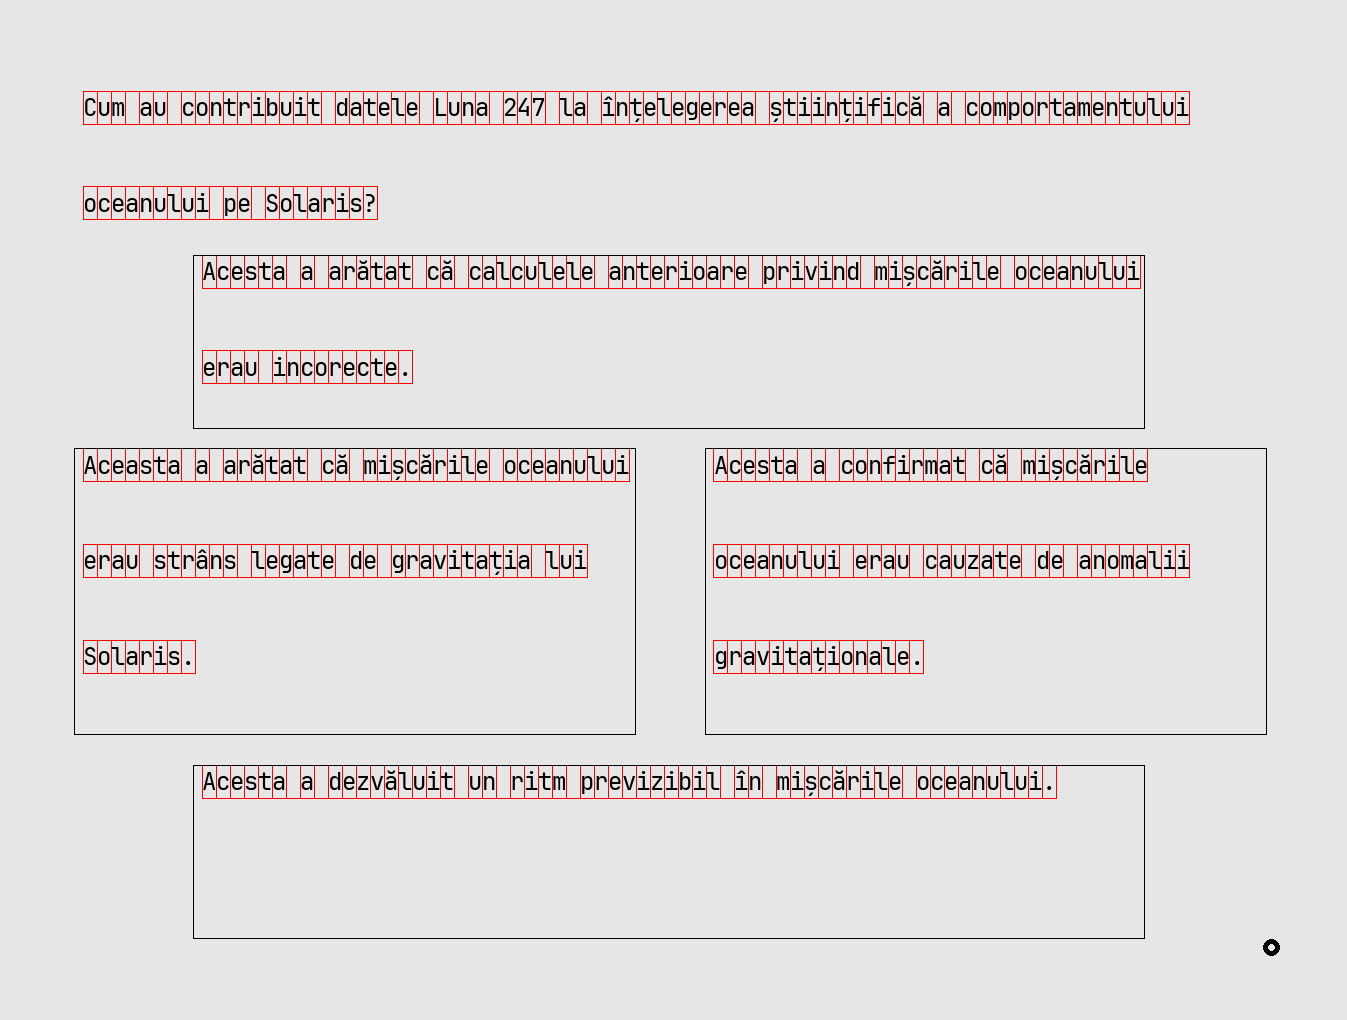 Cum au contribuit datele Luna 247 la înțelegerea științifică a comportamentului
oceanului pe Solaris?
Acesta a arătat că calculele anterioare privind mișcările oceanului
erau incorecte.
Aceasta a arătat că mișcările oceanului
erau strâns legate de gravitația lui
Solaris.
Acesta a confirmat că mișcările
oceanului erau cauzate de anomalii
gravitaționale.
Acesta a dezvăluit un ritm previzibil în mișcările oceanului.